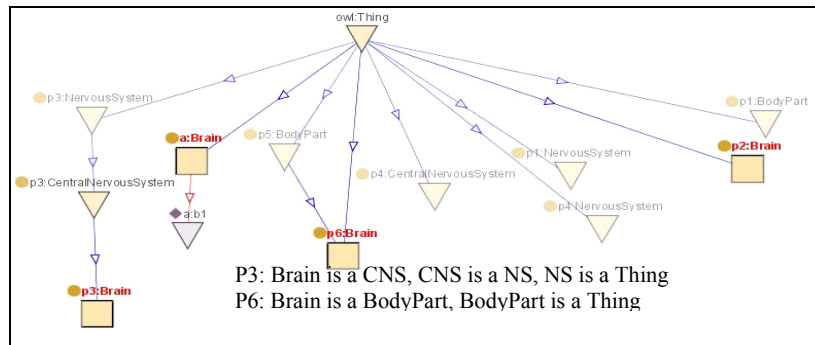 owl:Thing
p3:NervousSystem
p1:BodyPart
a:Brain
p5:BodyPart
p1:NervousSystem
p2:Brain
p3:CentralNervousSystem
p4:CentralNervousSystem
a:b1
p4:NervousSystem
p6:Brain
P3: Brain is a CNS, CNS is a NS, NS is a Thing
p3:Brain
P6: Brain is a BodyPart, BodyPart is a Thing